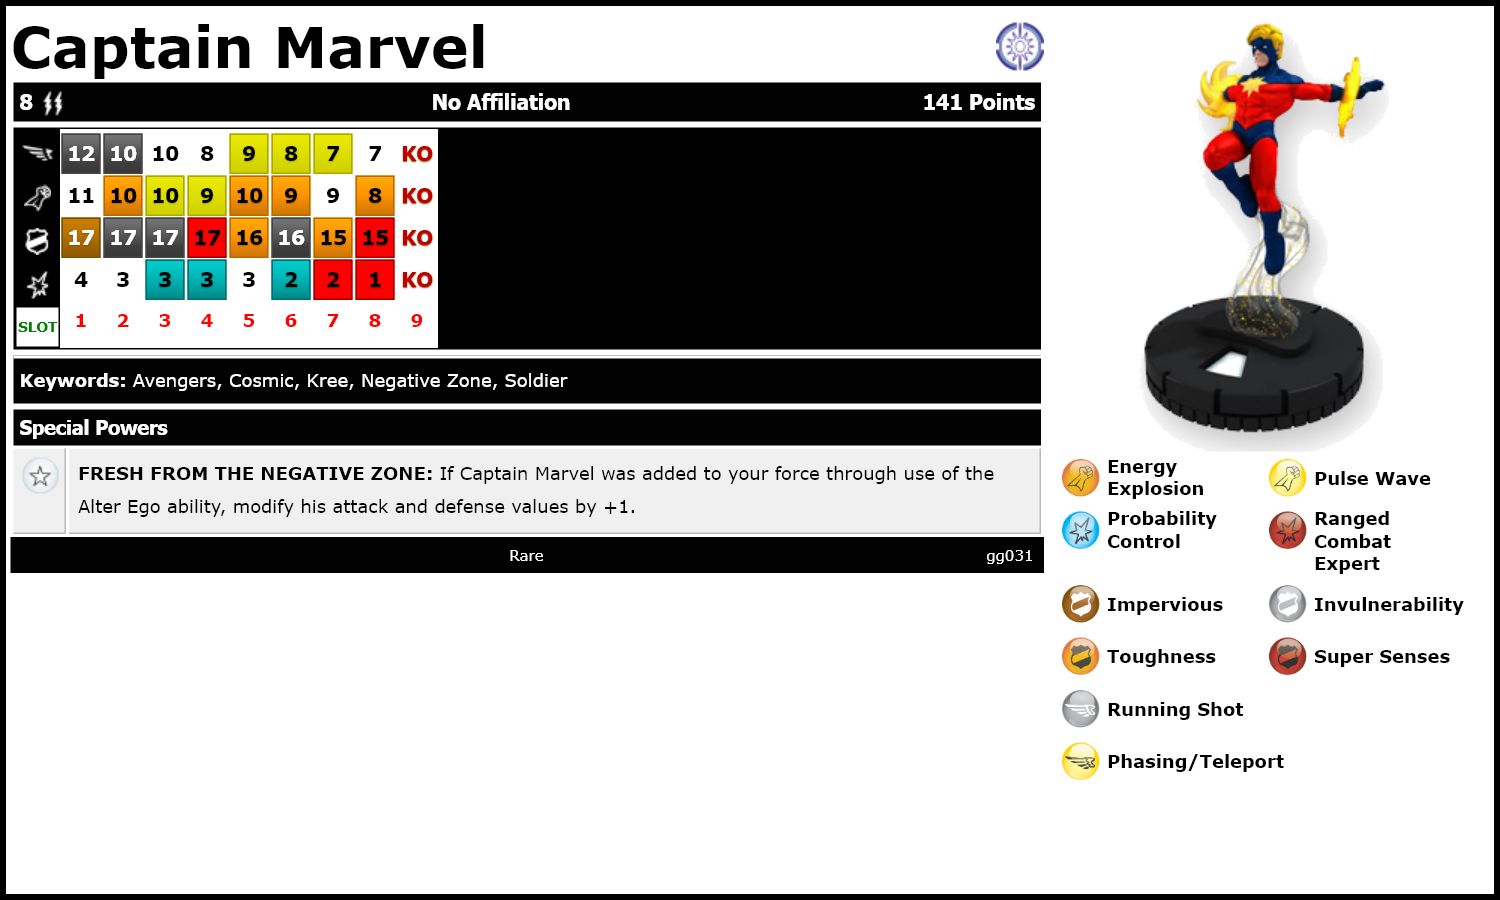 Captain Marvel
8 No Affiliation 141 Points
12 10 10 8 9 8 7 7 KO
11 10 10 9 10 9 9 8 KO
17 17 17 17 16 16 15 15 KO
4 3 3 3 3 2 2 1 KO
SLOT 1 2 3 4 5 6 7 8 9
Keywords: Avengers, Cosmic, Kree, Negative Zone, Soldier
Special Powers
FRESH FROM THE NEGATIVE ZONE: If Captain Marvel was added to your force through use of the
Alter Ego ability, modify his attack and defense values by +1.
Rare gg031
Energy
Explosion
Pulse Wave
Probability
Control
Ranged
Combat
Expert
Impervious
Invulnerability
Toughness
Super Senses
Running Shot
Phasing/Teleport